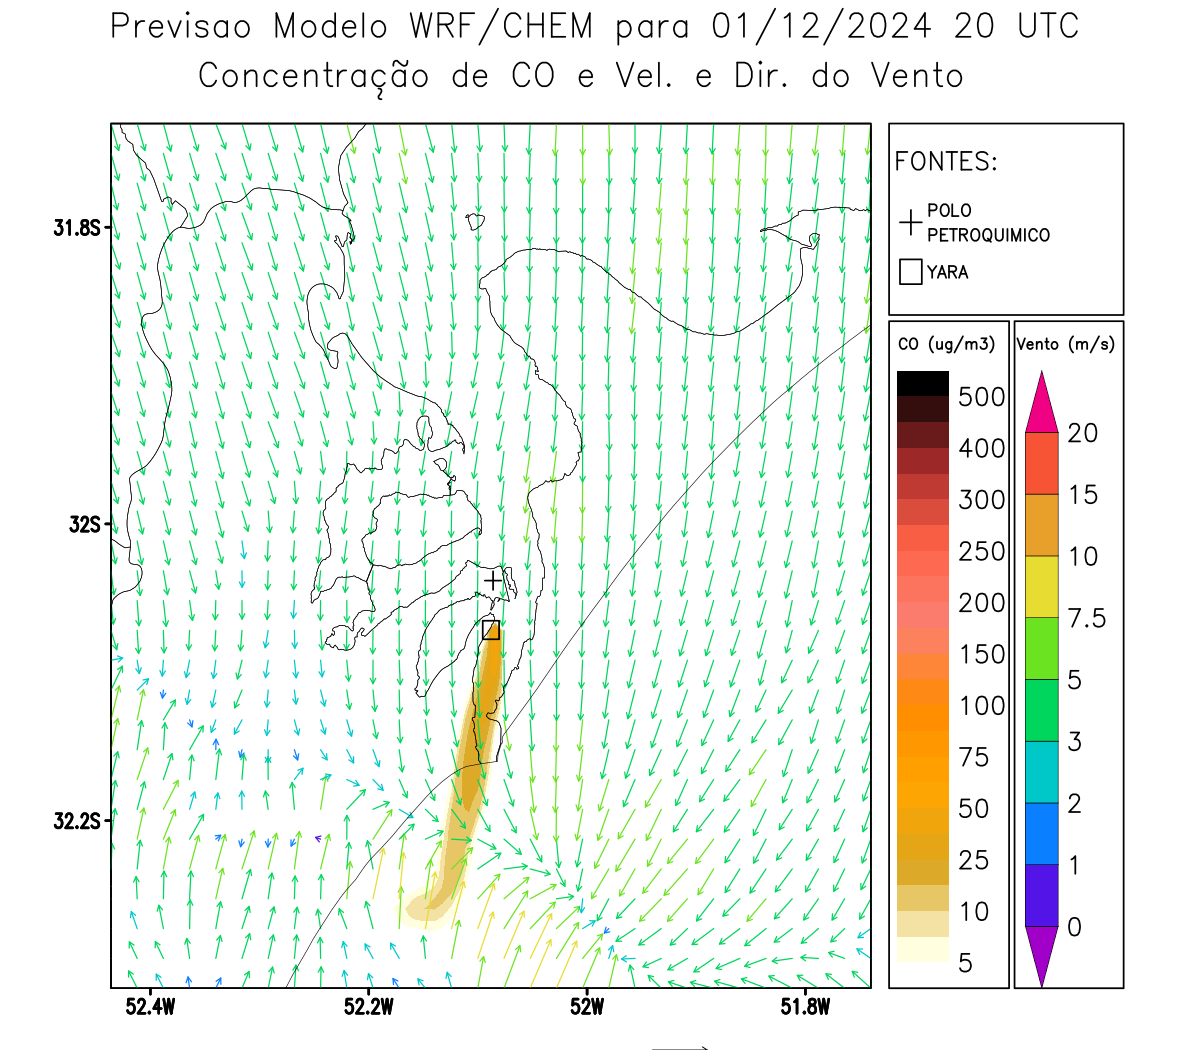 Previsao Modelo WRF/CHEM para 01/12/2024 20 UTC
Concentração de CO e Vel. e Dir. do Vento
FONTES:
POLO
PETROQUIMICO
YARA
CO (ug/m3)
500
400
300
250
200
150
100
75
50
25
10
5
Vento (m/s)
20
15
10
7.5
5
3
2
1
0
31.8S
32S
32.2S
52.4W
52.2W
52W
51.8W